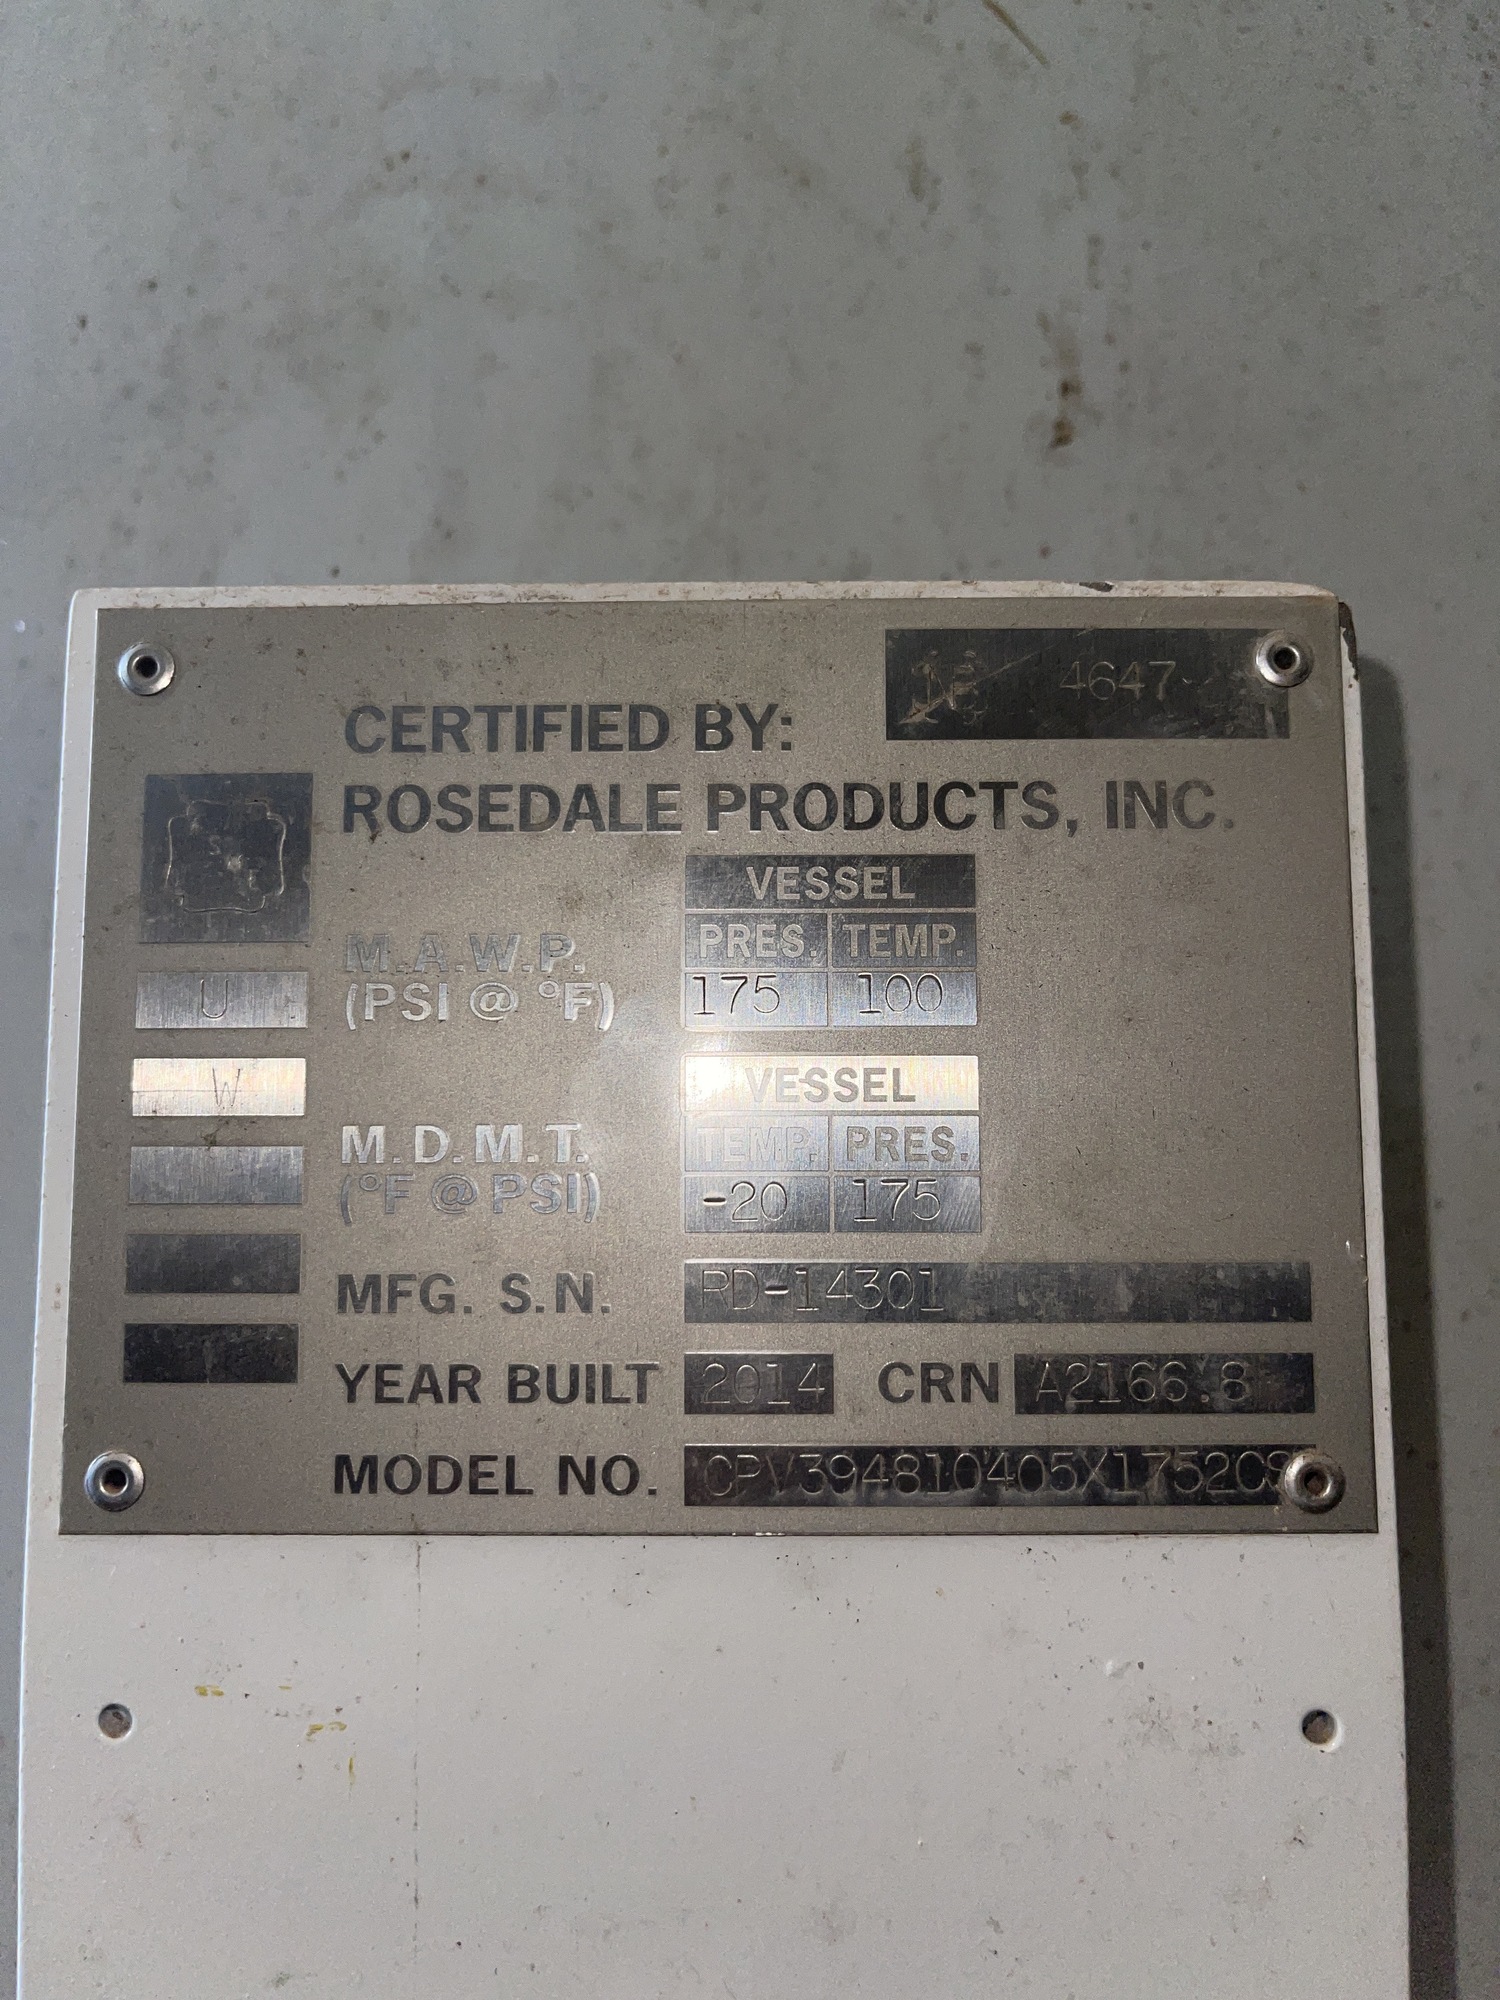 4647
CERTIFIED BY:
ROSEDALE PRODUCTS, INC.
VESSEL
M.A.W.P. PRES. TEMP.
U (PSI @ °F) 175 100
W VESSEL
M.D.M.T. TEMP. PRES.
(°F @ PSI) -20 175
MFG. S.N. RD-14301
YEAR BUILT 2014 CRN A2166.8
MODEL NO. CPV394810405X1752CS